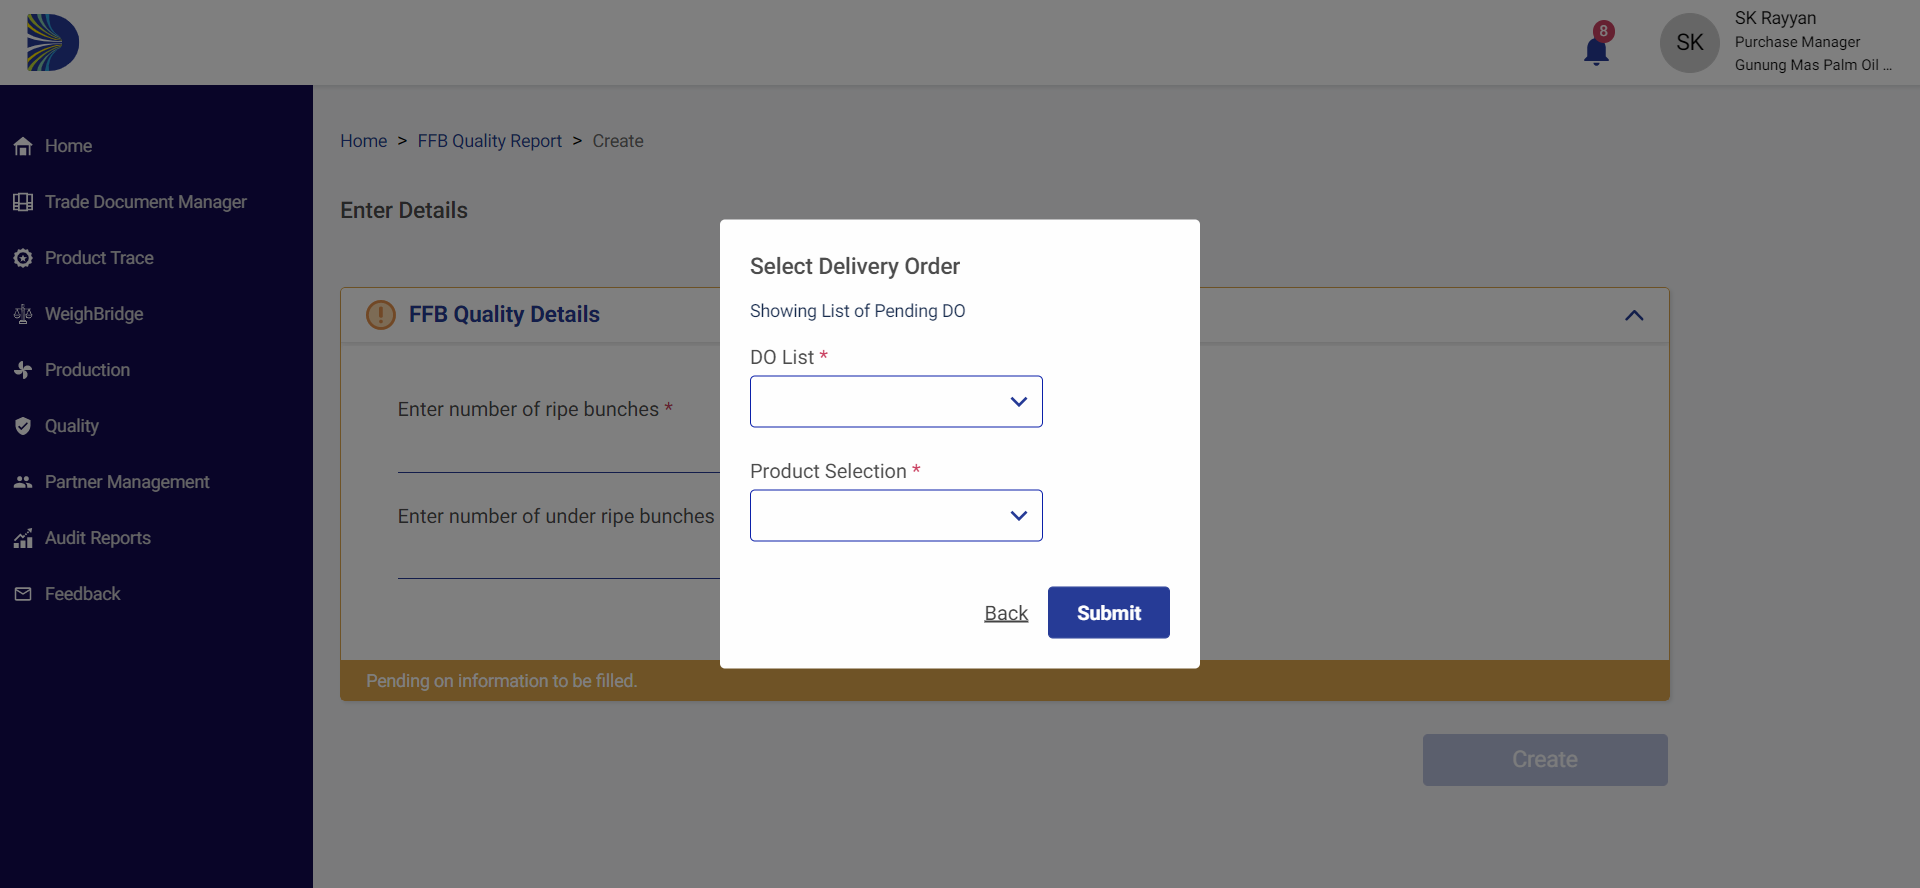 8
SK
SK Rayyan
Purchase Manager
Gunung Mas Palm Oil ...
Home
Trade Document Manager
Product Trace
WeighBridge
Production
Quality
Partner Management
Audit Reports
Feedback
Home > FFB Quality Report > Create
Enter Details
FFB Quality Details
Enter number of ripe bunches *
Enter number of under ripe bunches
Pending on information to be filled.
Create
Select Delivery Order
Showing List of Pending DO
DO List *
Product Selection *
Back
Submit